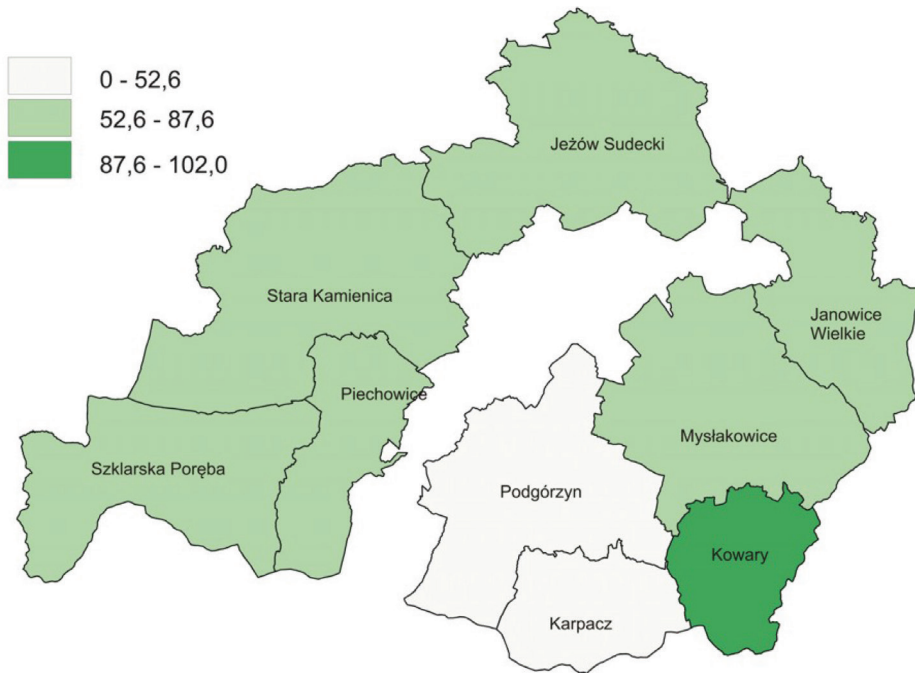 0 - 52,6
52,6 - 87,6
87,6 - 102,0
Jeżów Sudecki
Stara Kamienica
Janowice
Wielkie
Piechowice
Mysłakowice
Szklarska Poręba
Podgórzyn
Kowary
Karpacz